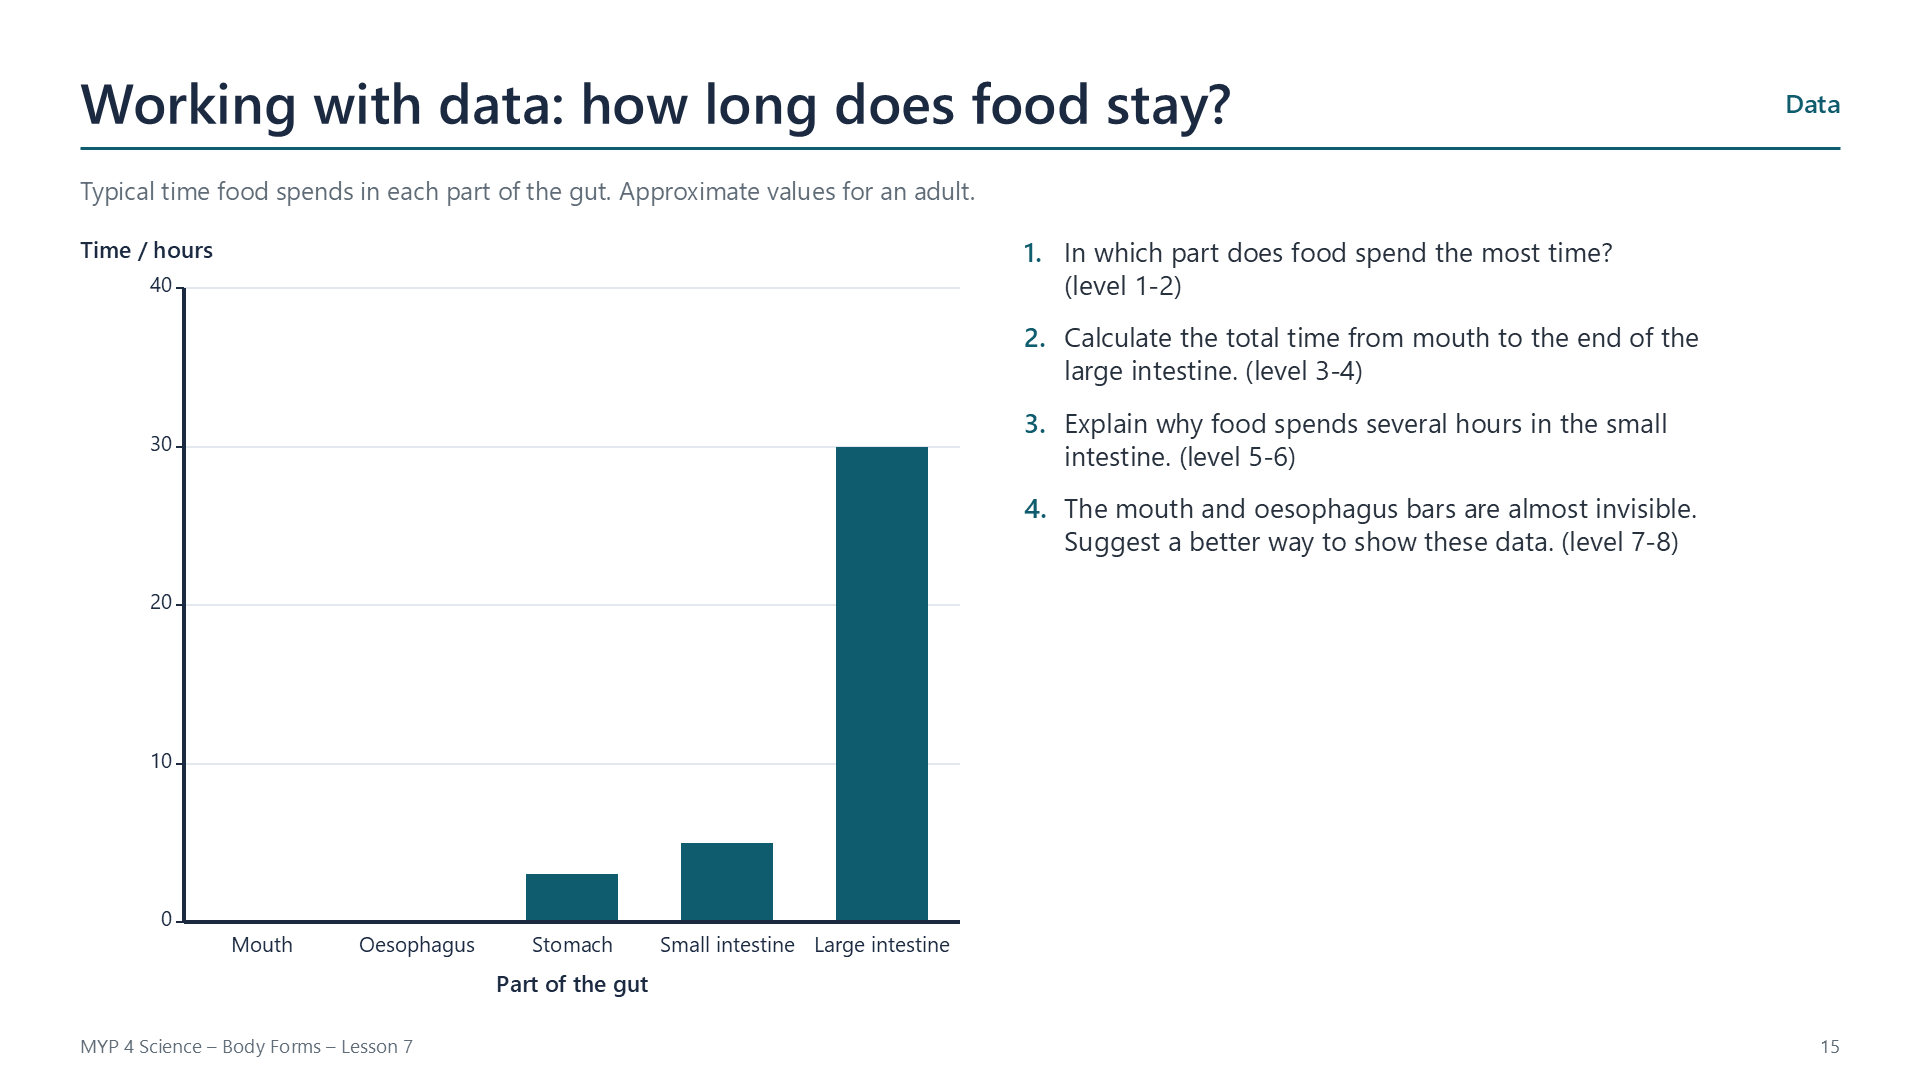 Working with data: how long does food stay?
Data
Typical time food spends in each part of the gut. Approximate values for an adult.
Time / hours
40
30
20
10
0
Mouth
Oesophagus
Stomach
Small intestine
Large intestine
Part of the gut
1. In which part does food spend the most time?
(level 1-2)
2. Calculate the total time from mouth to the end of the
large intestine. (level 3-4)
3. Explain why food spends several hours in the small
intestine. (level 5-6)
4. The mouth and oesophagus bars are almost invisible.
Suggest a better way to show these data. (level 7-8)
MYP 4 Science – Body Forms – Lesson 7
15